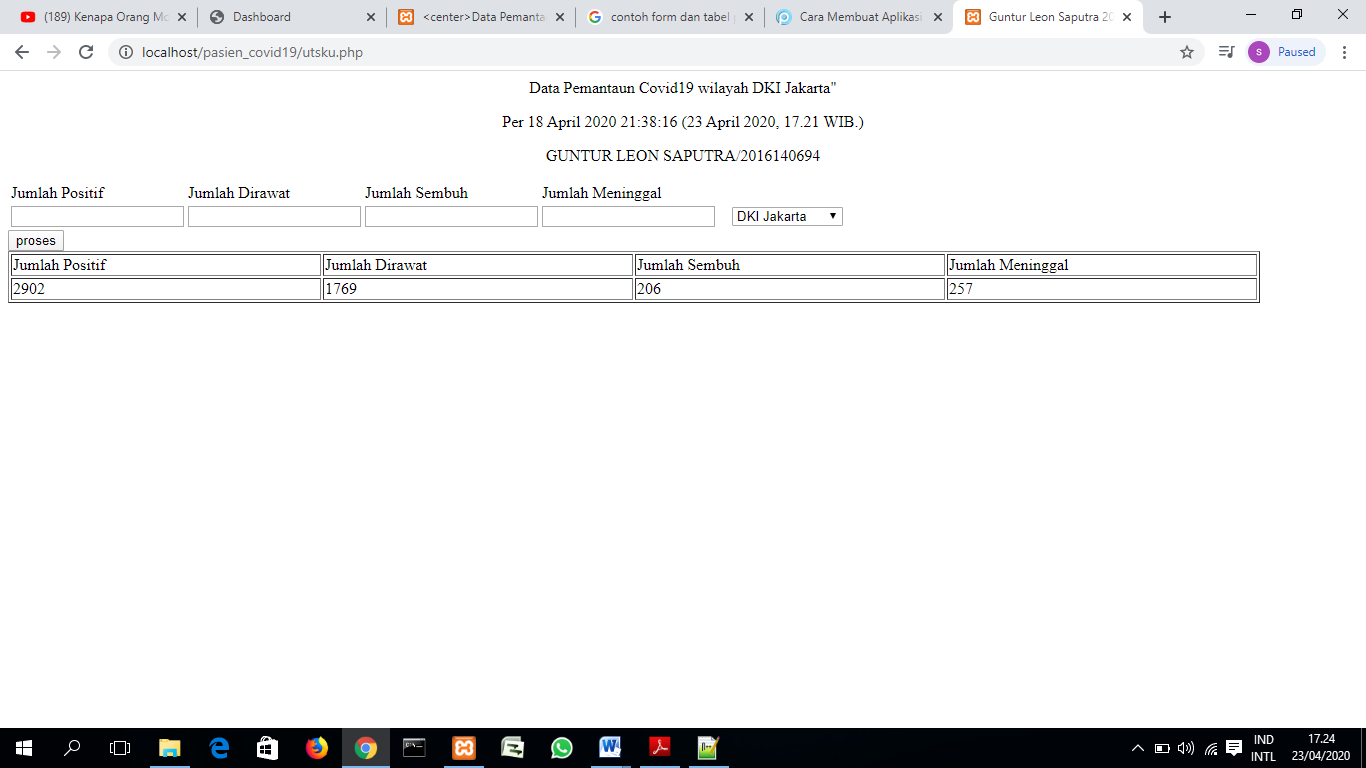 (189) Kenapa Orang Mo
Dashboard
<center>Data Pemanta
contoh form dan tabel
Cara Membuat Aplikasi
Guntur Leon Saputra 20
localhost/pasien_covid19/utsku.php
s
Paused
Data Pemantaun Covid19 wilayah DKI Jakarta"
Per 18 April 2020 21:38:16 (23 April 2020, 17.21 WIB.)
GUNTUR LEON SAPUTRA/2016140694
Jumlah Positif Jumlah Dirawat Jumlah Sembuh Jumlah Meninggal
DKI Jakarta
proses
Jumlah Positif Jumlah Dirawat Jumlah Sembuh Jumlah Meninggal
2902 1769 206 257
IND 17.24
INTL 23/04/2020